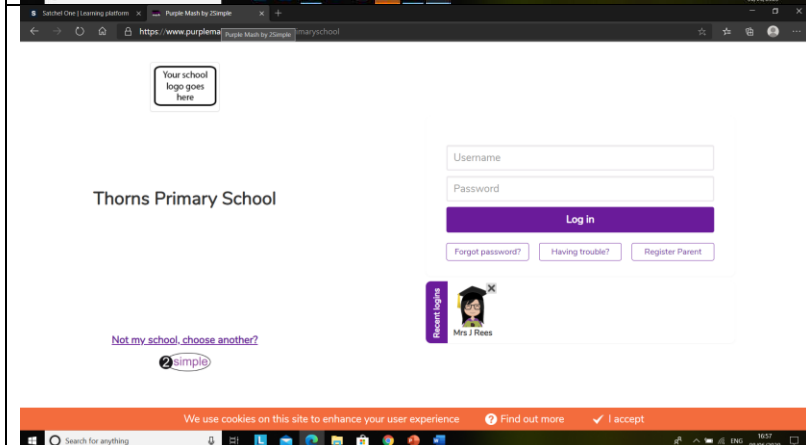 Satchel One | Learning platform
Purple Mash by 2Simple
https://www.purplema
Purple Mash by 2Simple
imaryschool
Your school
logo goes
here
Thorns Primary School
Username
Password
Log in
Forgot password?
Having trouble?
Register Parent
Recent logins
Mrs J Rees
Not my school, choose another?
2simple
We use cookies on this site to enhance your user experience
? Find out more
I accept
Search for anything
ENG
16:57